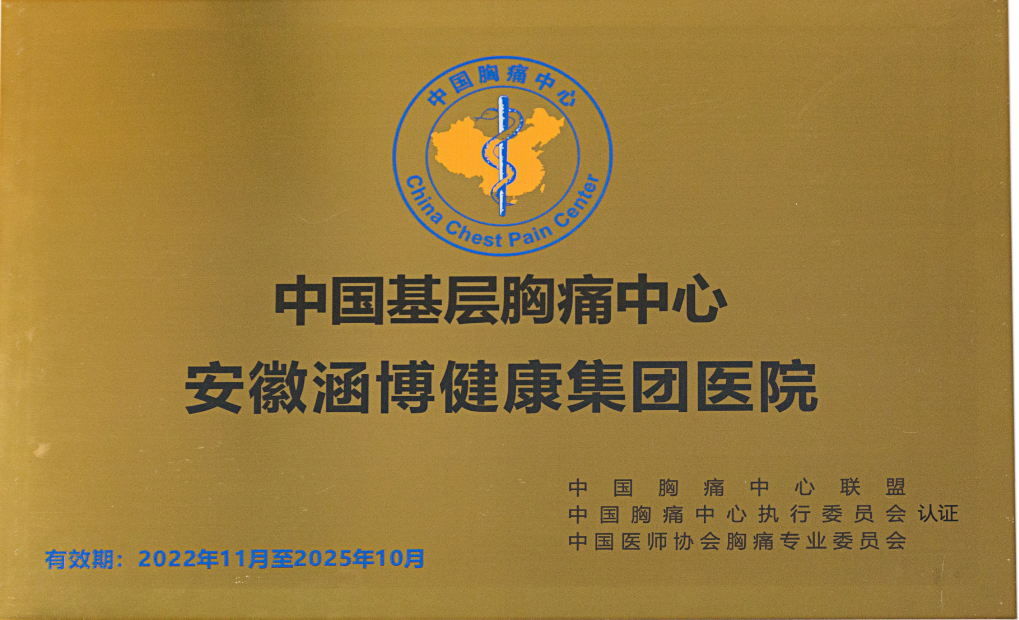 中国胸痛中心
China Chest Pain Center
中国基层胸痛中心
安徽涵博健康集团医院
中国胸痛中心联盟
中国胸痛中心执行委员会 认证
中国医师协会胸痛专业委员会
有效期：2022年11月至2025年10月